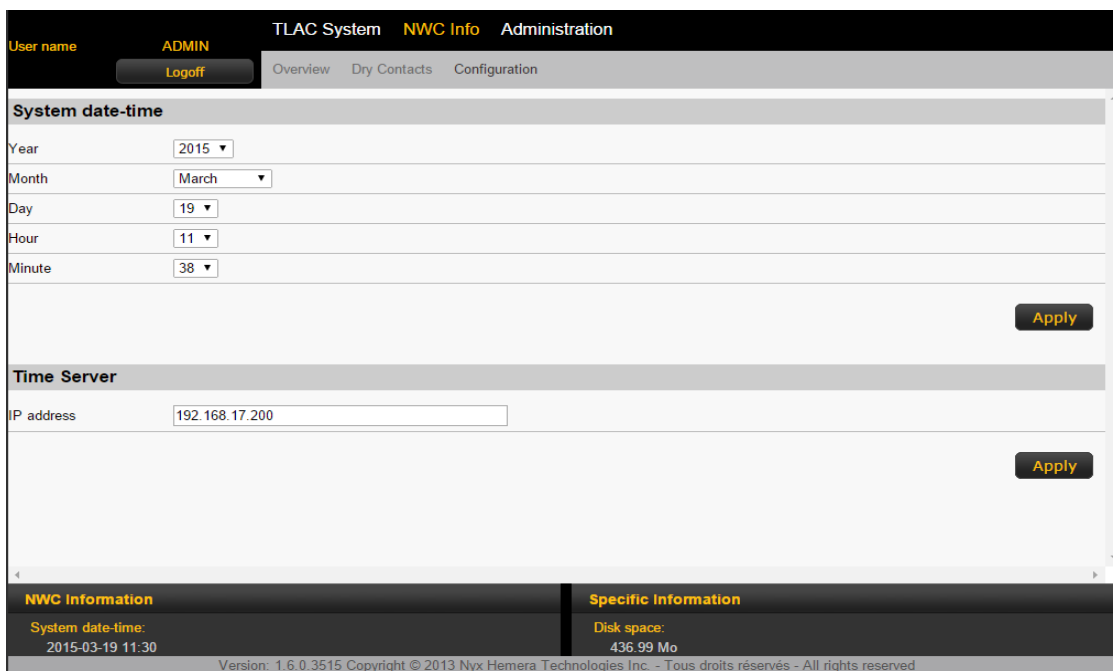 TLAC System NWC Info Administration
User name ADMIN
Logoff
Overview Dry Contacts Configuration
System date-time
Year 2015
Month March
Day 19
Hour 11
Minute 38
Apply
Time Server
IP address 192.168.17.200
Apply
NWC Information Specific Information
System date-time: Disk space:
2015-03-19 11:30 436.99 Mo
Version: 1.6.0.3515 Copyright © 2013 Nyx Hemera Technologies Inc. - Tous droits réservés - All rights reserved